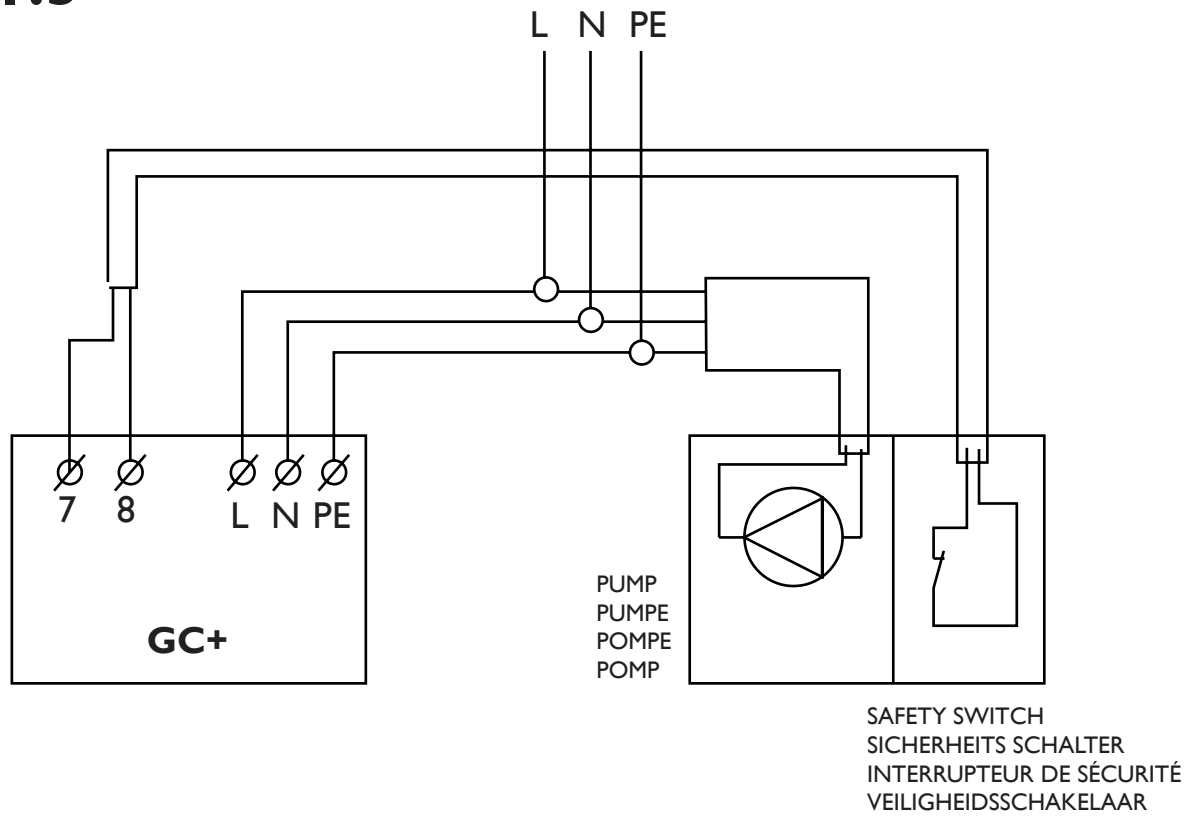 L N PE
7 8 L N PE
GC+
PUMP
PUMPE
POMPE
POMP
SAFETY SWITCH
SICHERHEITS SCHALTER
INTERRUPTEUR DE SÉCURITÉ
VEILIGHEIDSSCHAKELAAR